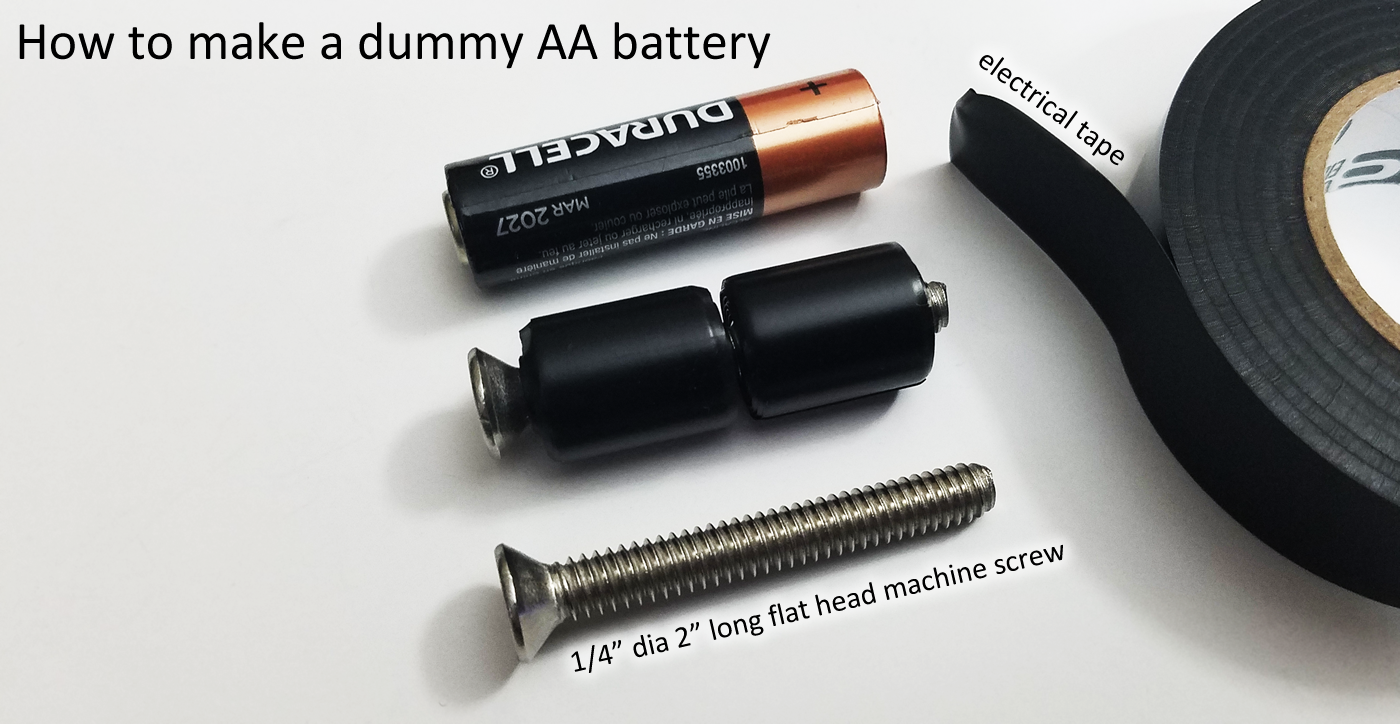 How to make a dummy AA battery
electrical tape
+
DURACELL®
1003355
MAR 2027
La pile peut exploser ou couler
inappropriée, ni recharger ou jeter au feu.
MISE EN GARDE : Ne pas installer de manière
1/4” dia 2” long flat head machine screw